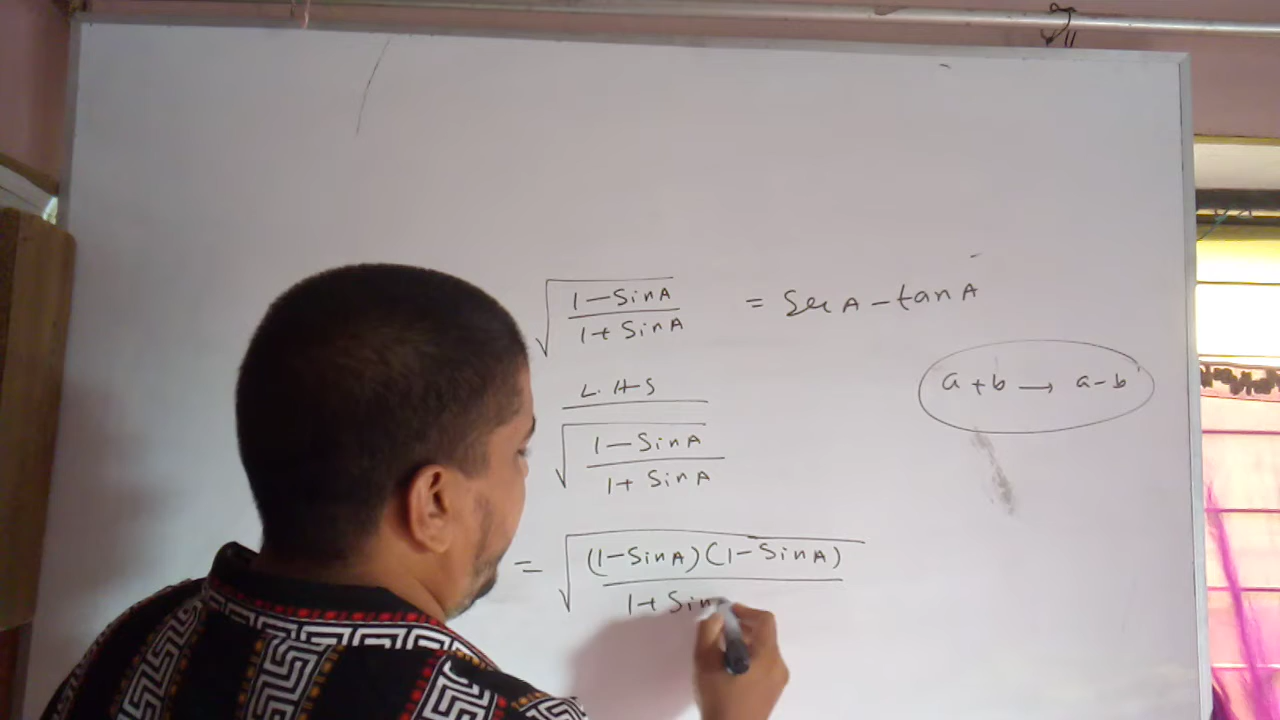 √(1-SinA)/(1+SinA) = SecA-tanA
L.H.S
a+b → a-b
√(1-SinA)/(1+SinA)
= √(1-SinA)(1-SinA)
1+Sin